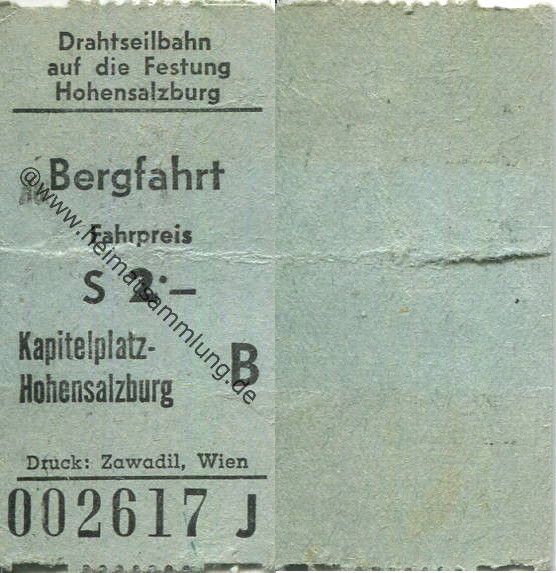 Drahtseilbahn
auf die Festung
Hohensalzburg
Bergfahrt
Fahrpreis
S 2·–
Kapitelplatz-
Hohensalzburg
B
Druck: Zawadil, Wien
002617 J
@www.heimatsammlung.de